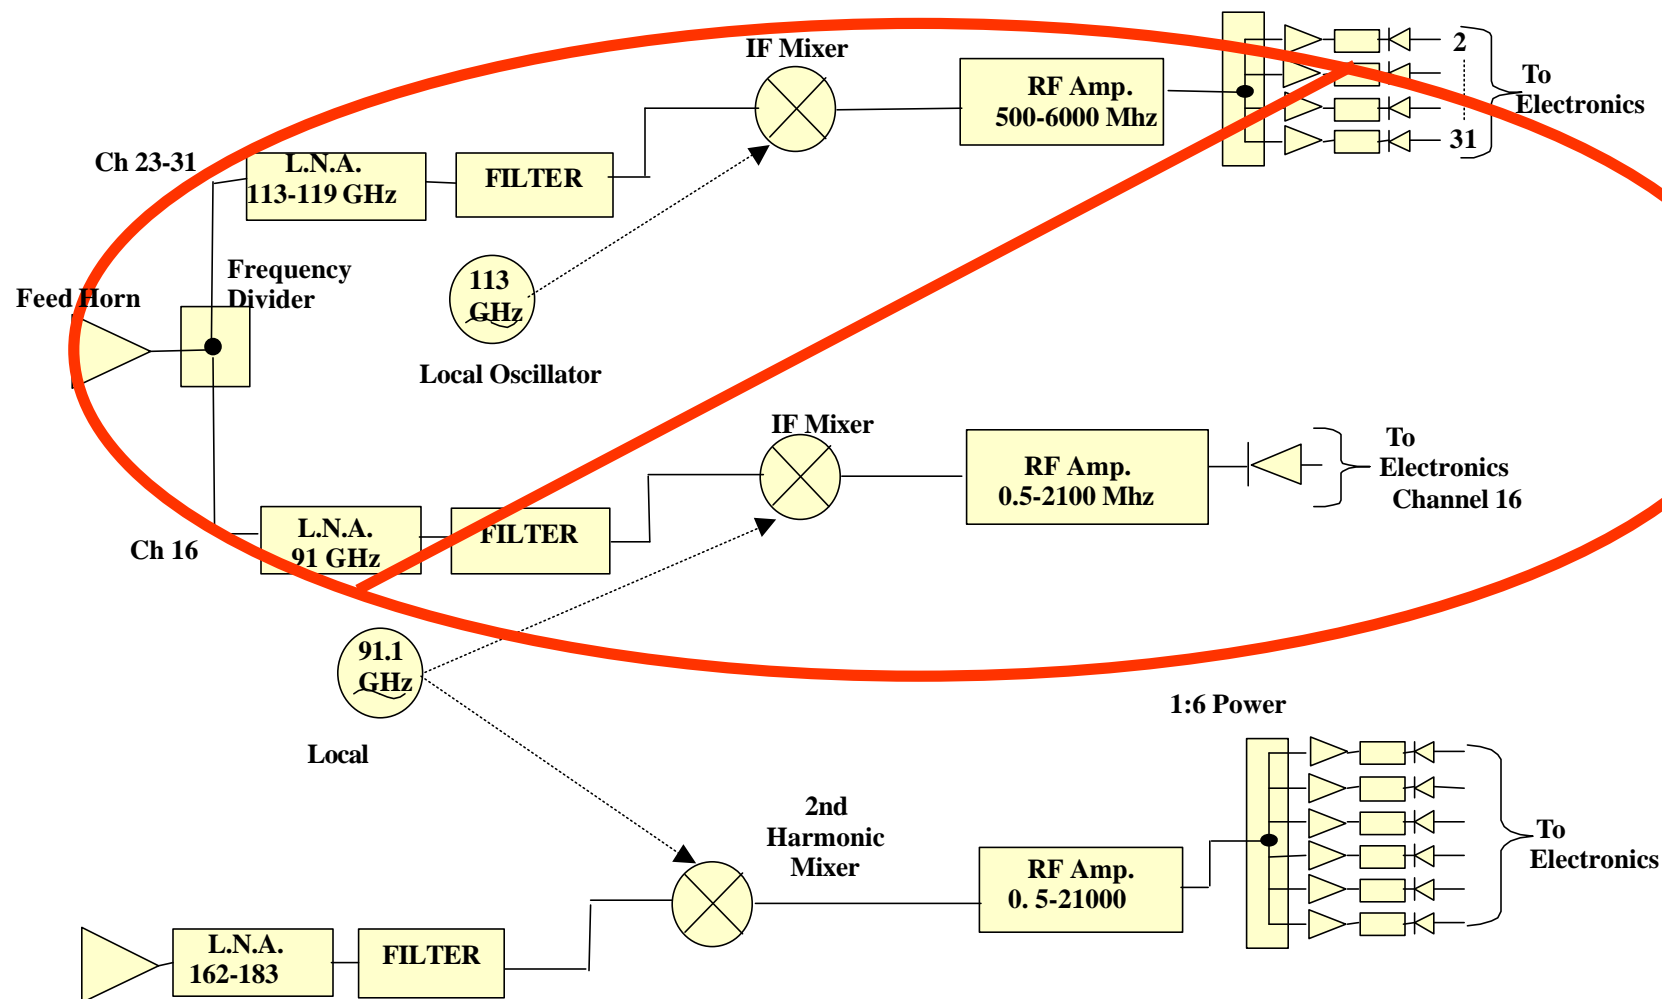 IF Mixer
RF Amp.
500-6000 Mhz
2
31
To
Electronics
Ch 23-31
L.N.A.
113-119 GHz
FILTER
113
GHz
Local Oscillator
Frequency
Divider
Feed Horn
IF Mixer
RF Amp.
0.5-2100 Mhz
To
Electronics
Channel 16
Ch 16
L.N.A.
91 GHz
FILTER
91.1
GHz
Local
1:6 Power
2nd
Harmonic
Mixer
RF Amp.
0. 5-21000
To
Electronics
L.N.A.
162-183
FILTER